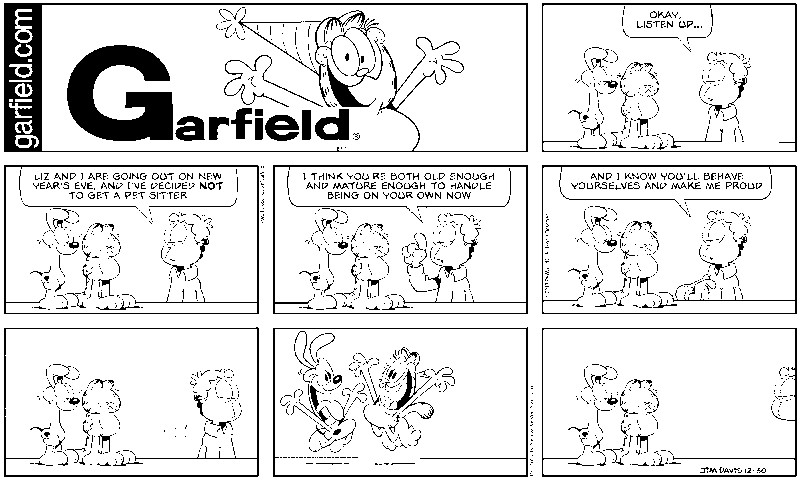 garfield.com
Garfield®
OKAY,
LISTEN UP...
LIZ AND I ARE GOING OUT ON NEW
YEAR'S EVE, AND I'VE DECIDED NOT
TO GET A PET SITTER
I THINK YOU'RE BOTH OLD ENOUGH
AND MATURE ENOUGH TO HANDLE
BEING ON YOUR OWN NOW
AND I KNOW YOU'LL BEHAVE
YOURSELVES AND MAKE ME PROUD
JIM DAVIS 12-30